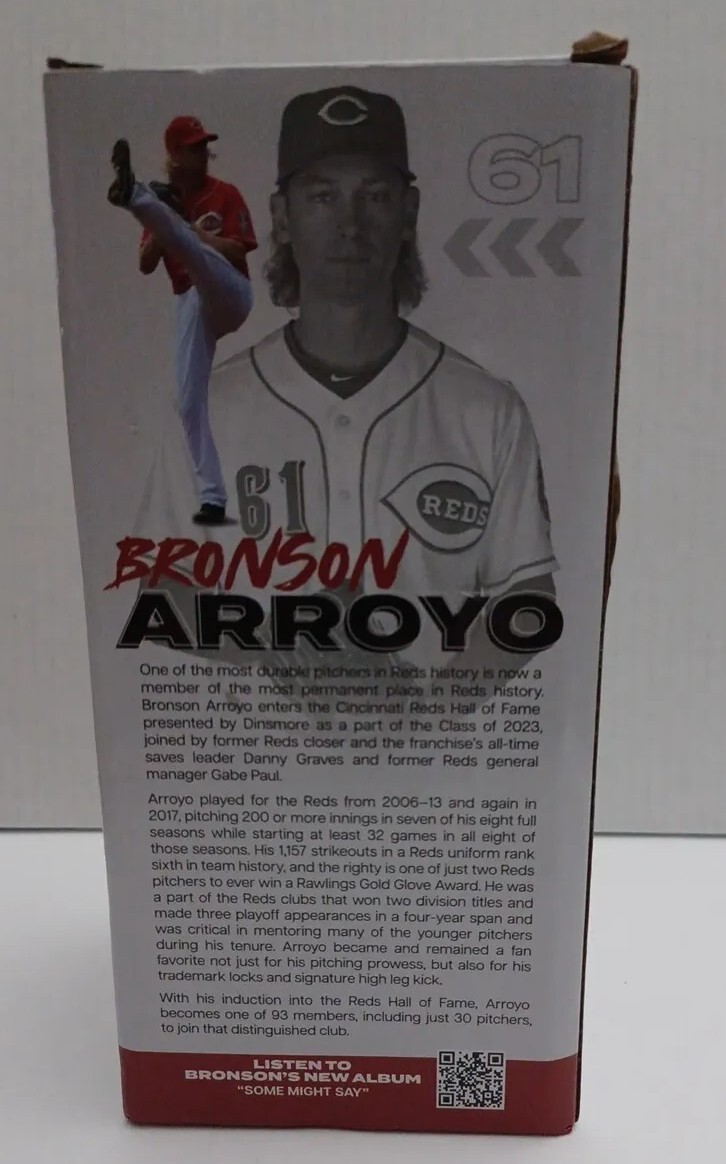 61
61
REDS
BRONSON
ARROYO
One of the most durable pitchers in Reds history is now a
member of the most permanent place in Reds history.
Bronson Arroyo enters the Cincinnati Reds Hall of Fame
presented by Dinsmore as a part of the Class of 2023,
joined by former Reds closer and the franchise's all-time
saves leader Danny Graves and former Reds general
manager Gabe Paul.
Arroyo played for the Reds from 2006–13 and again in
2017, pitching 200 or more innings in seven of his eight full
seasons while starting at least 32 games in all eight of
those seasons. His 1,157 strikeouts in a Reds uniform rank
sixth in team history, and the righty is one of just two Reds
pitchers to ever win a Rawlings Gold Glove Award. He was
a part of the Reds clubs that won two division titles and
made three playoff appearances in a four-year span and
was critical in mentoring many of the younger pitchers
during his tenure. Arroyo became and remained a fan
favorite not just for his pitching prowess, but also for his
trademark locks and signature high leg kick.
With his induction into the Reds Hall of Fame, Arroyo
becomes one of 93 members, including just 30 pitchers,
to join that distinguished club.
LISTEN TO
BRONSON'S NEW ALBUM
"SOME MIGHT SAY"